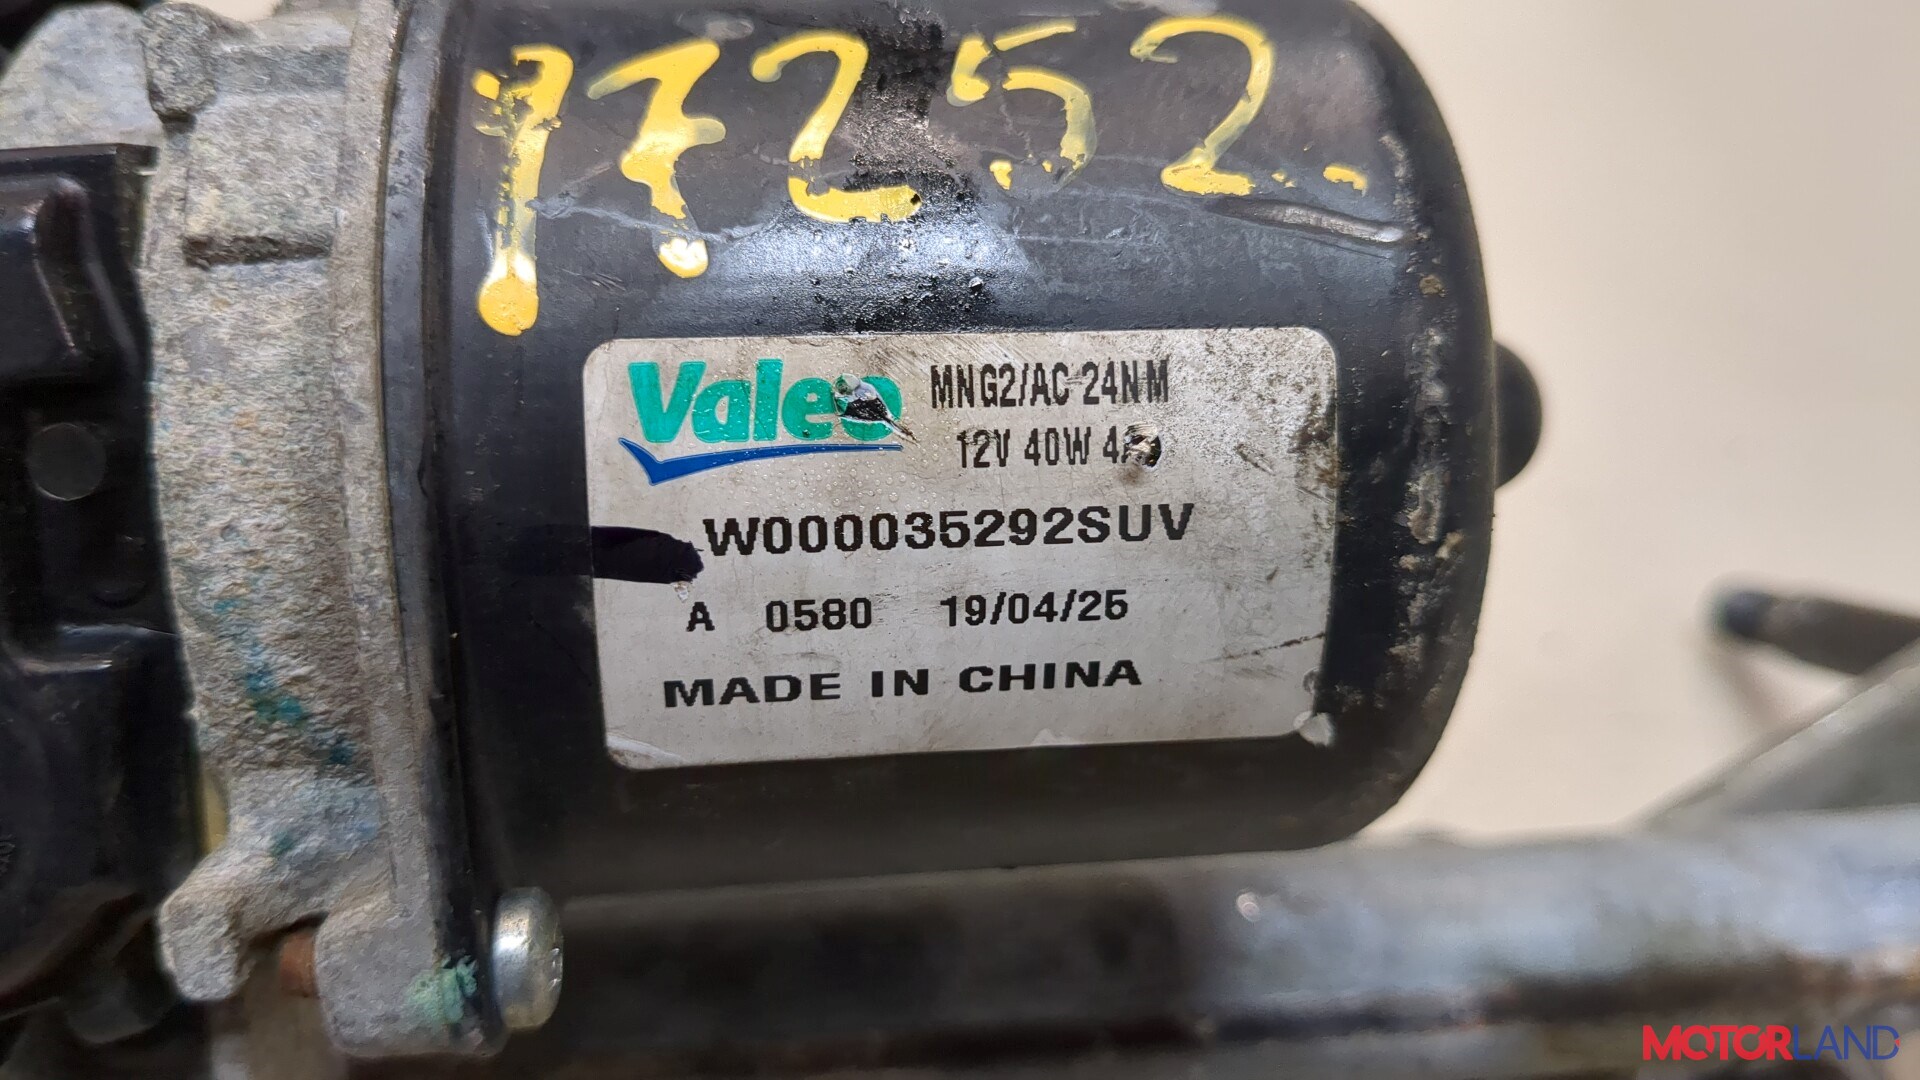 17252.
Valeo
MNG2/AC 24NM
12V 40W
W000035292SUV
A 0580 19/04/25
MADE IN CHINA
MOTORLAND